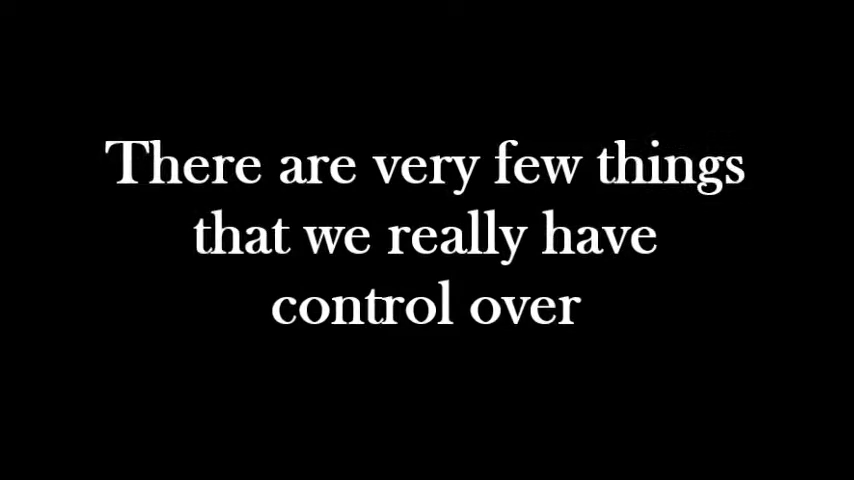 There are very few things
that we really have
control over